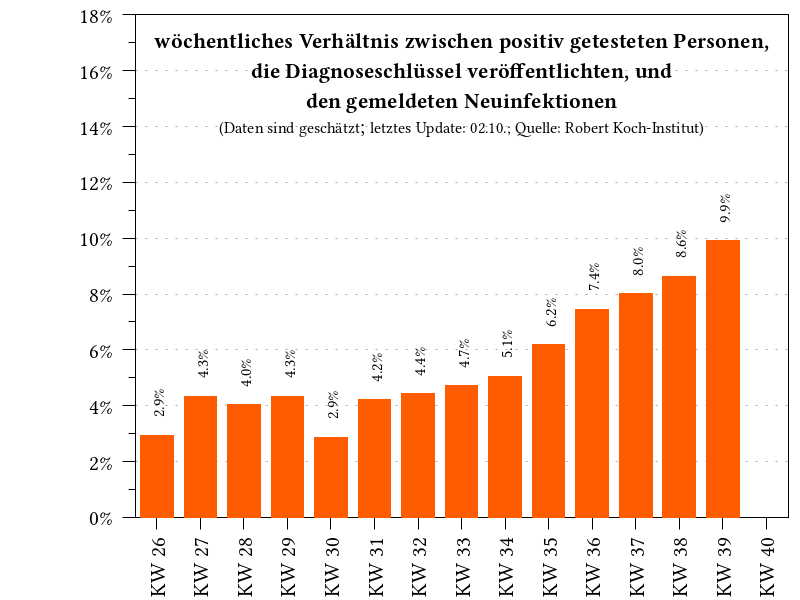 wöchentliches Verhältnis zwischen positiv getesteten Personen,
die Diagnoseschlüssel veröffentlichten, und
den gemeldeten Neuinfektionen
(Daten sind geschätzt; letztes Update: 02.10.; Quelle: Robert Koch-Institut)
18%
16%
14%
12%
10%
8%
6%
4%
2%
0%
2.9%
4.3%
4.0%
4.3%
2.9%
4.2%
4.4%
4.7%
5.1%
6.2%
7.4%
8.0%
8.6%
9.9%
KW 26
KW 27
KW 28
KW 29
KW 30
KW 31
KW 32
KW 33
KW 34
KW 35
KW 36
KW 37
KW 38
KW 39
KW 40